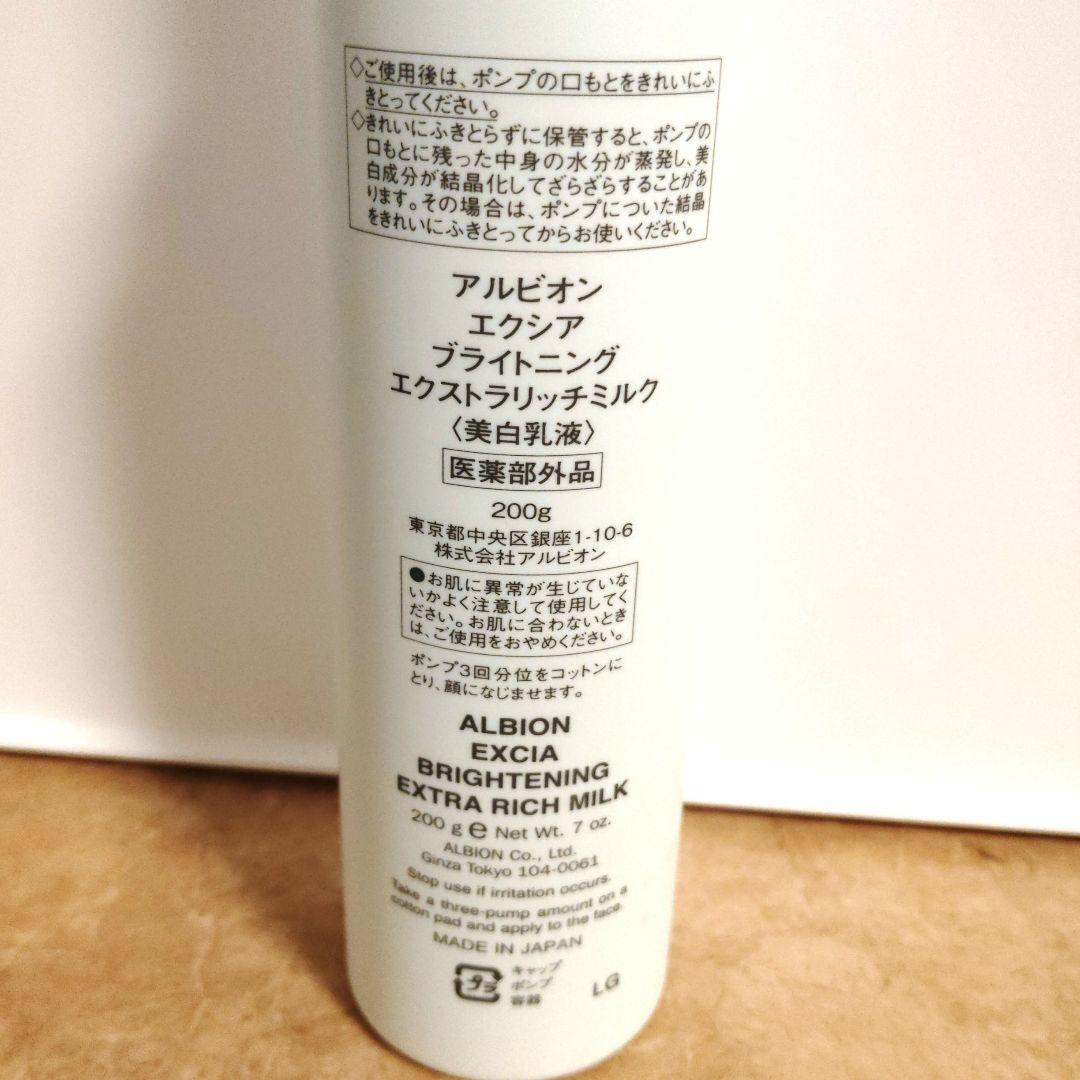 ◇ご使用後は、ポンプの口もとをきれいにふ
きとってください。
◇きれいにふきとらずに保管すると、ポンプの
口もとに残った中身の水分が蒸発し、美
白成分が結晶化してざらざらすることがあ
ります。その場合は、ポンプについた結晶
をきれいにふきとってからお使いください。
アルビオン
エクシア
ブライトニング
エクストラリッチミルク
〈美白乳液〉
医薬部外品
200g
東京都中央区銀座1-10-6
株式会社アルビオン
●お肌に異常が生じていな
いかよく注意して使用してく
ださい。お肌に合わないとき
は、ご使用をおやめください。
ポンプ3回分位をコットンに
とり、顔になじませます。
ALBION
EXCIA
BRIGHTENING
EXTRA RICH MILK
200 g e Net Wt. 7 oz.
ALBION Co., Ltd.
Ginza Tokyo 104-0061
Stop use if irritation occurs.
Take a three-pump amount on a
cotton pad and apply to the face.
MADE IN JAPAN
プラ
キャップ
ポンプ
容器
LG